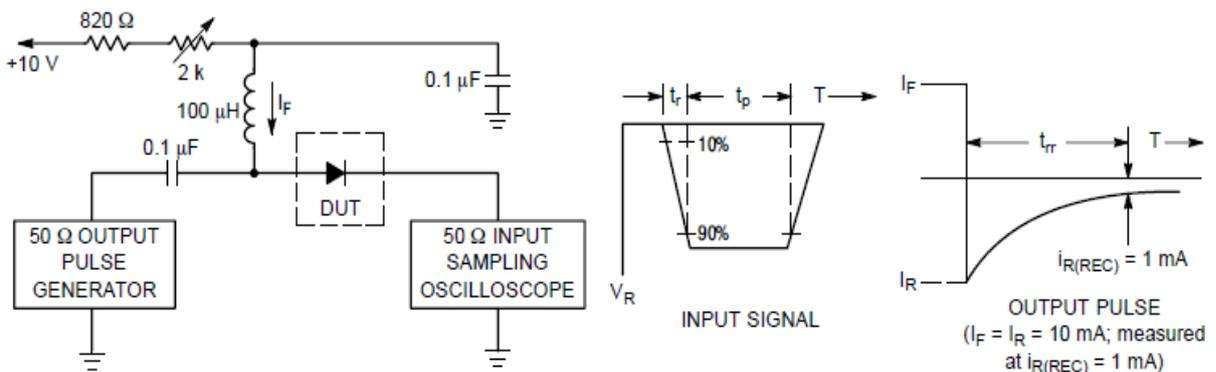 820 Ω
+10 V
2 k
100 μH
I_F
0.1 μF
0.1 μF
DUT
50 Ω OUTPUT
PULSE
GENERATOR
50 Ω INPUT
SAMPLING
OSCILLOSCOPE
t_r
t_p
T
10%
90%
V_R
INPUT SIGNAL
I_F
t_rr
T
i_R(REC) = 1 mA
I_R
OUTPUT PULSE
(I_F = I_R = 10 mA; measured
at i_R(REC) = 1 mA)